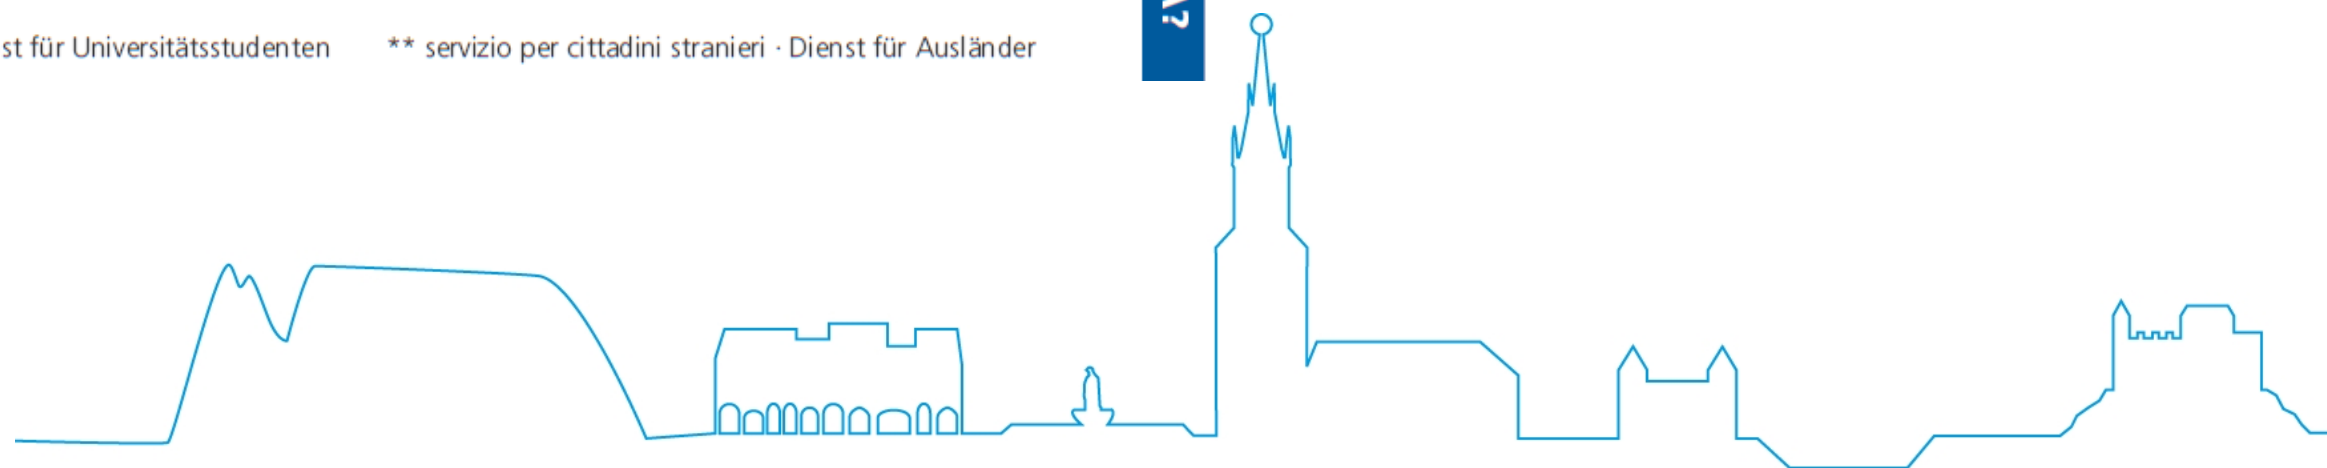 st für Universitätsstudenten ** servizio per cittadini stranieri · Dienst für Ausländer
?